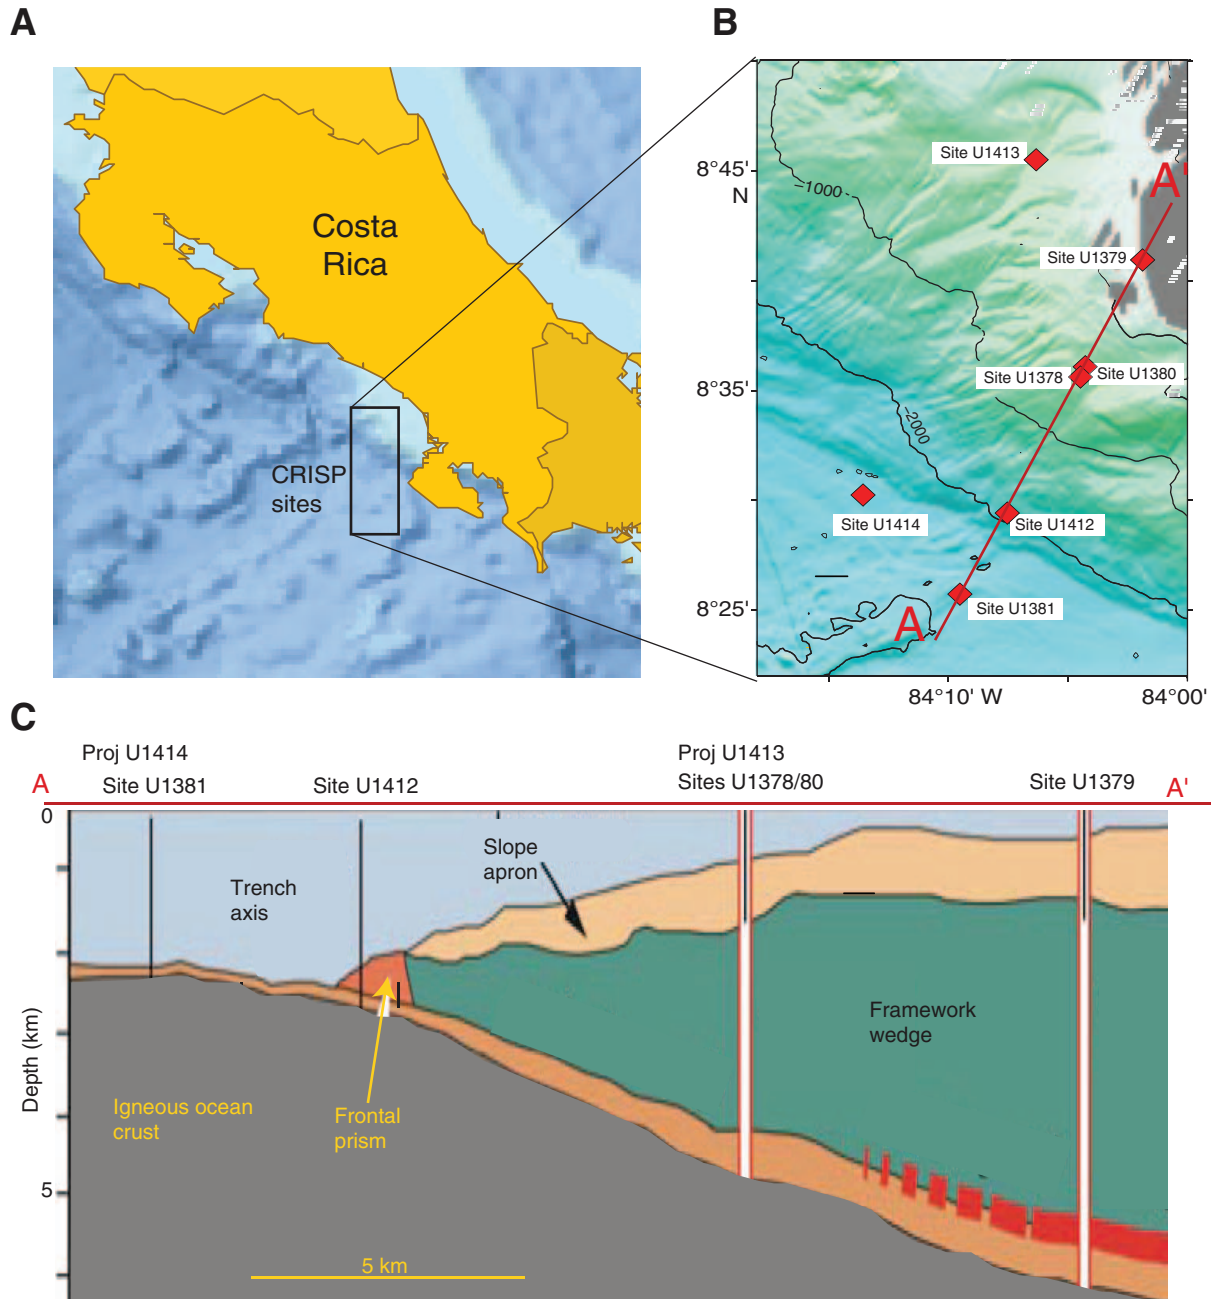 A
B
Costa
Rica
CRISP
sites
8°45'
N
8°35'
8°25'
84°10' W
84°00'
–1000
–2000
Site U1413
A'
Site U1379
Site U1378
Site U1380
Site U1414
Site U1412
Site U1381
A
C
Proj U1414
Proj U1413
A
Site U1381
Site U1412
Sites U1378/80
Site U1379
A'
0
Slope
apron
Trench
axis
Framework
wedge
Depth (km)
Igneous ocean
crust
Frontal
prism
5
5 km